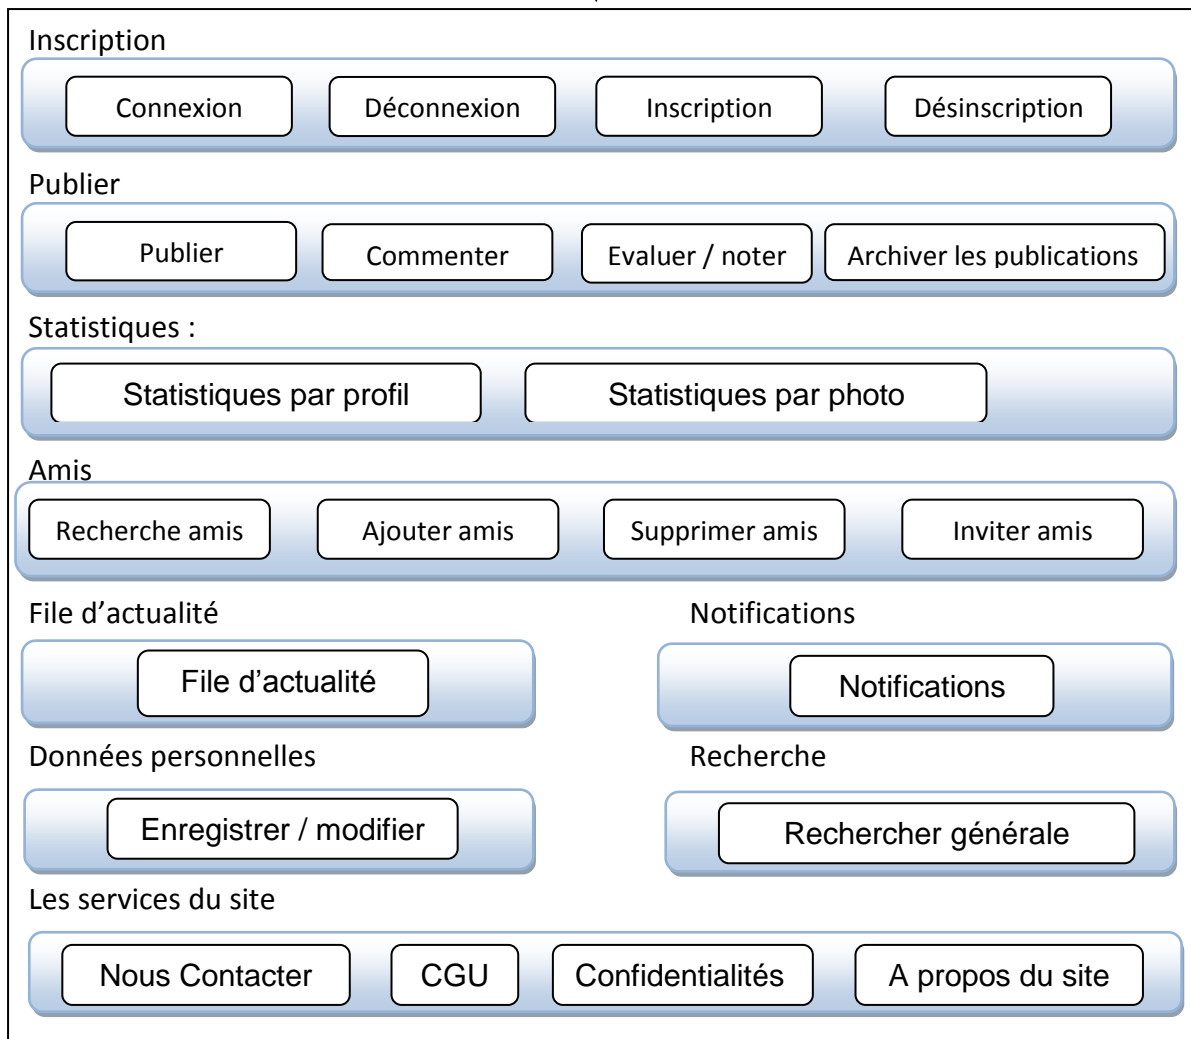 Inscription
Connexion Déconnexion Inscription Désinscription
Publier
Publier Commenter Evaluer / noter Archiver les publications
Statistiques :
Statistiques par profil Statistiques par photo
Amis
Recherche amis Ajouter amis Supprimer amis Inviter amis
File d’actualité Notifications
File d’actualité Notifications
Données personnelles Recherche
Enregistrer / modifier Rechercher générale
Les services du site
Nous Contacter CGU Confidentialités A propos du site